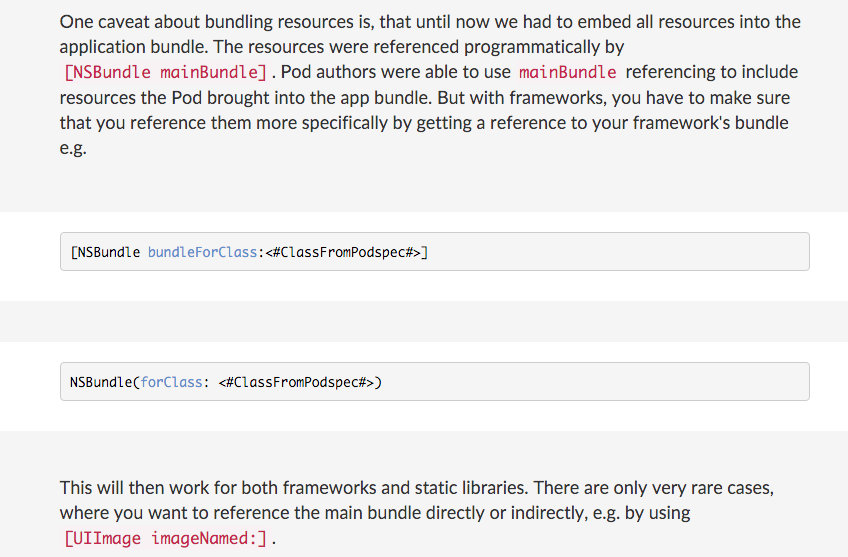 One caveat about bundling resources is, that until now we had to embed all resources into the
application bundle. The resources were referenced programmatically by
[NSBundle mainBundle]. Pod authors were able to use mainBundle referencing to include
resources the Pod brought into the app bundle. But with frameworks, you have to make sure
that you reference them more specifically by getting a reference to your framework's bundle
e.g.
[NSBundle bundleForClass:<#ClassFromPodspec#>]
NSBundle(forClass: <#ClassFromPodspec#>)
This will then work for both frameworks and static libraries. There are only very rare cases,
where you want to reference the main bundle directly or indirectly, e.g. by using
[UIImage imageNamed:].